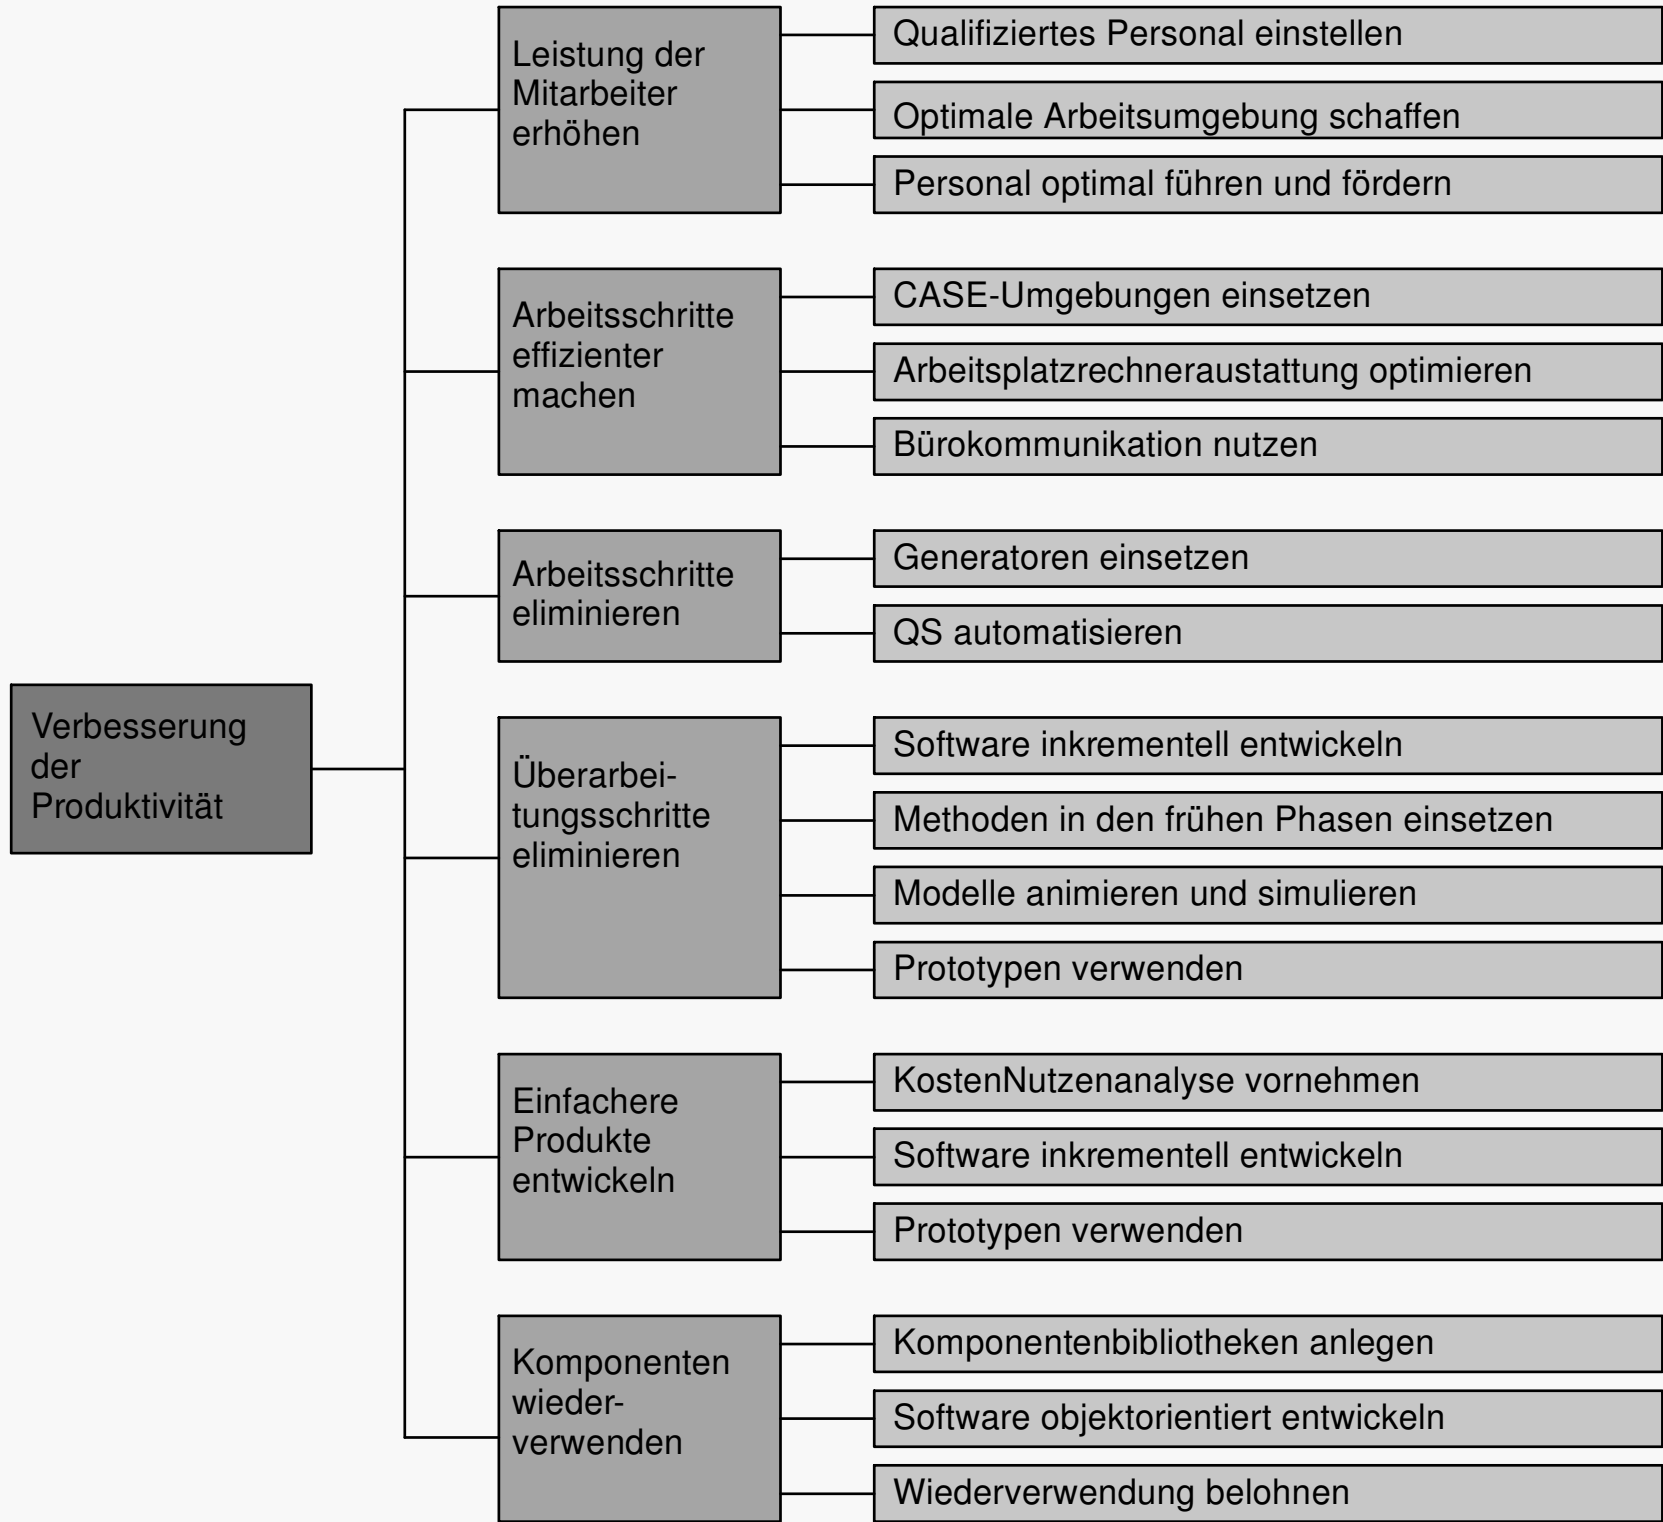 Verbesserung
der
Produktivität
Leistung der
Mitarbeiter
erhöhen
Qualifiziertes Personal einstellen
Optimale Arbeitsumgebung schaffen
Personal optimal führen und fördern
Arbeitsschritte
effizienter
machen
CASE-Umgebungen einsetzen
Arbeitsplatzrechneraustattung optimieren
Bürokommunikation nutzen
Arbeitsschritte
eliminieren
Generatoren einsetzen
QS automatisieren
Überarbei-
tungsschritte
eliminieren
Software inkrementell entwickeln
Methoden in den frühen Phasen einsetzen
Modelle animieren und simulieren
Prototypen verwenden
Einfachere
Produkte
entwickeln
KostenNutzenanalyse vornehmen
Software inkrementell entwickeln
Prototypen verwenden
Komponenten
wieder-
verwenden
Komponentenbibliotheken anlegen
Software objektorientiert entwickeln
Wiederverwendung belohnen